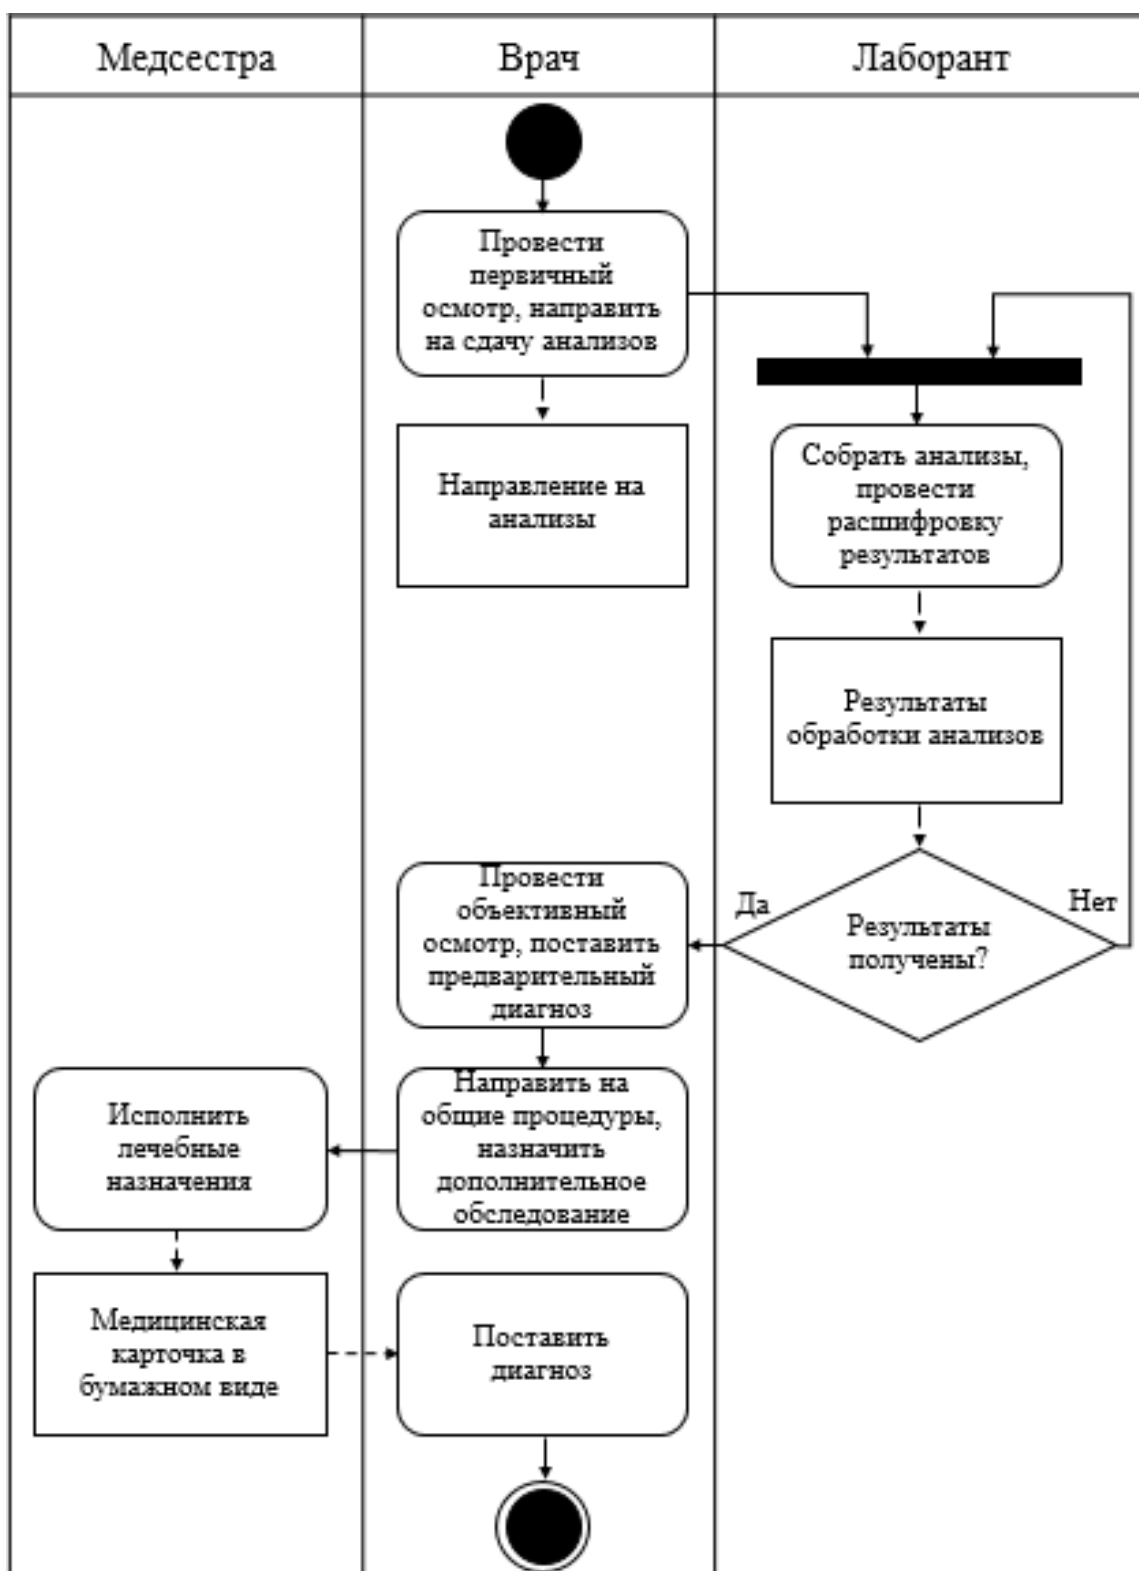 Медсестра
Врач
Лаборант
Провести
первичный
осмотр, направить
на сдачу анализов
Направление на
анализы
Собрать анализы,
провести
расшифровку
результатов
Результаты
обработки анализов
Результаты
получены?
Да
Нет
Провести
объективный
осмотр, поставить
предварительный
диагноз
Направить на
общие процедуры,
назначить
дополнительное
обследование
Исполнить
лечебные
назначения
Медицинская
карточка в
бумажном виде
Поставить
диагноз